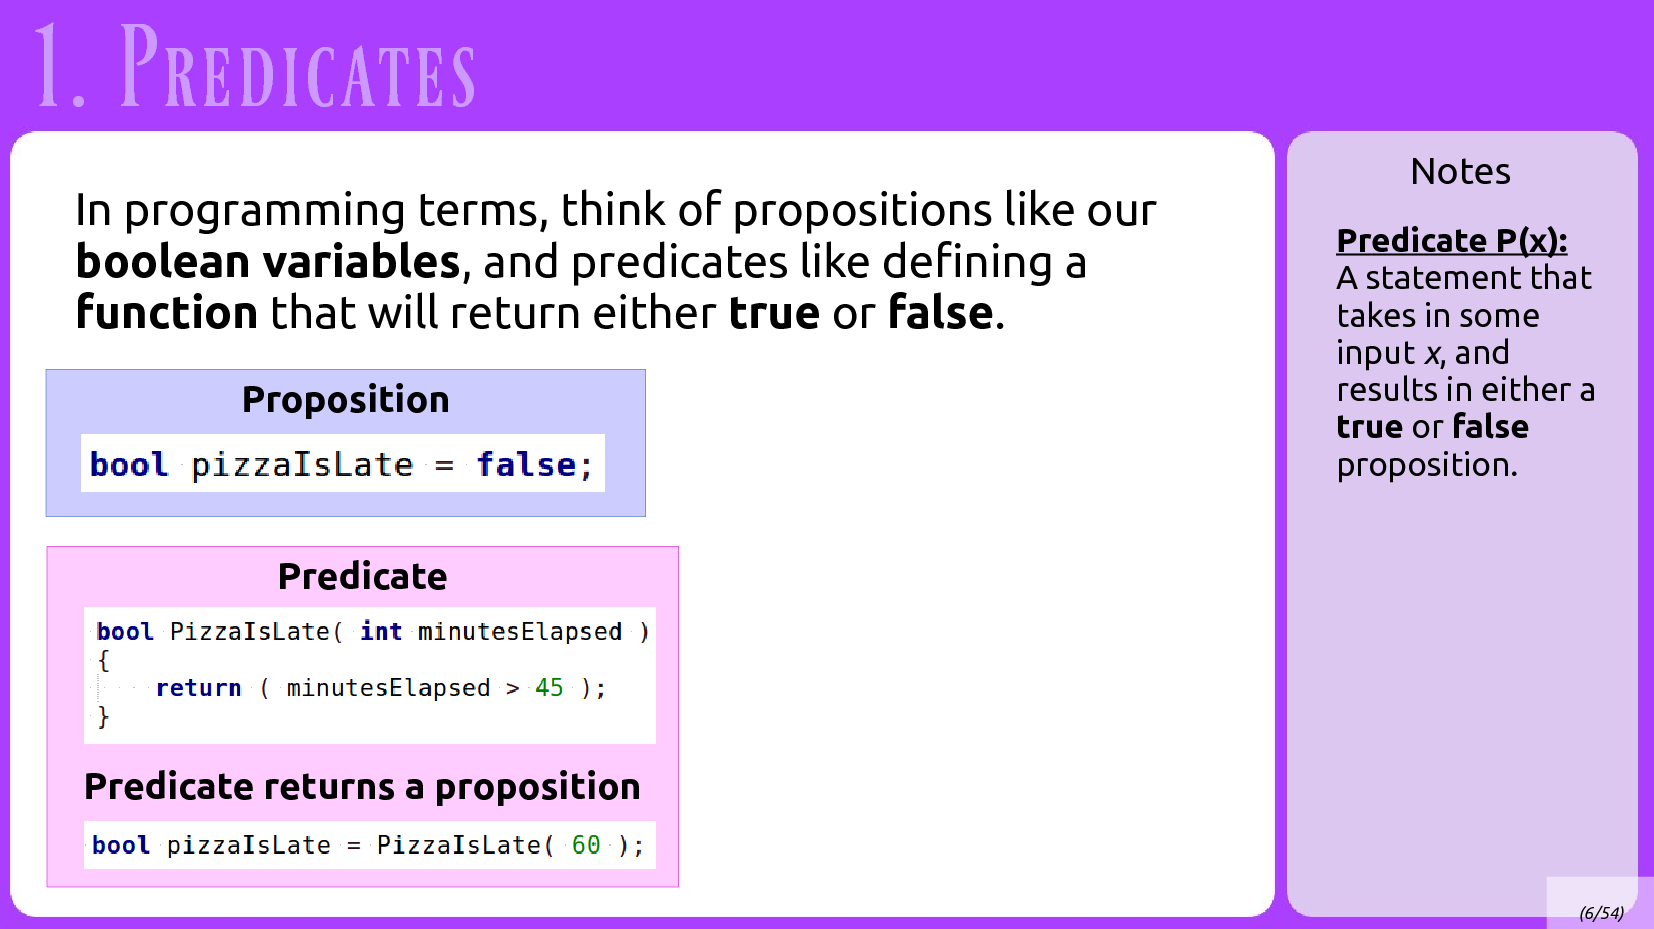 1. Predicates
In programming terms, think of propositions like our
boolean variables, and predicates like defining a
function that will return either true or false.
Proposition
bool pizzaIsLate = false;
Predicate
bool PizzaIsLate( int minutesElapsed )
{
return ( minutesElapsed > 45 );
}
Predicate returns a proposition
bool pizzaIsLate = PizzaIsLate( 60 );
Notes
Predicate P(x):
A statement that
takes in some
input x, and
results in either a
true or false
proposition.
(6/54)